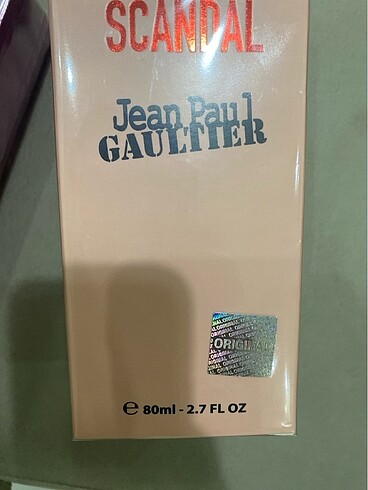 SCANDAL
Jean Paul
GAULTIER
ORIGINAL
℮ 80ml - 2.7 FL OZ